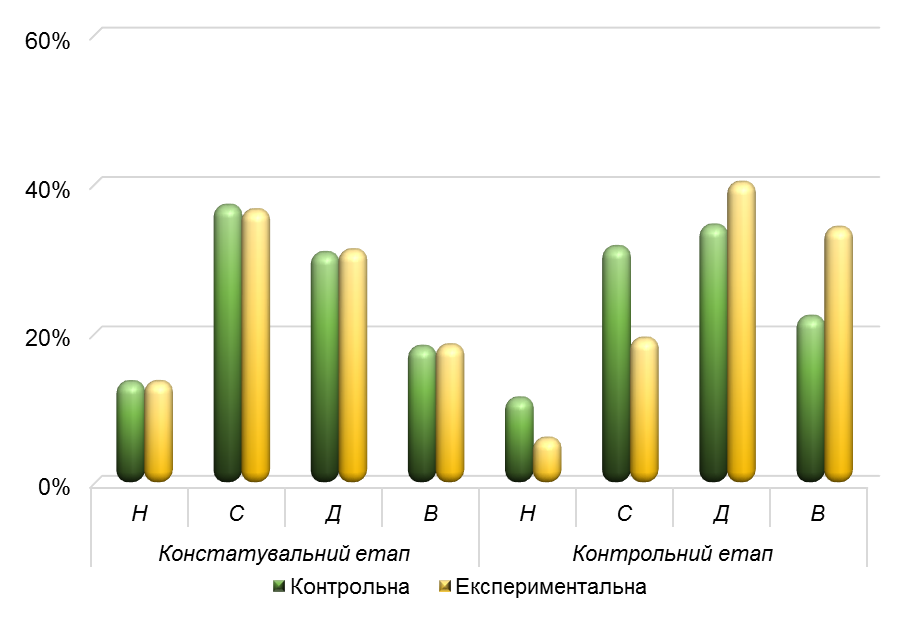 60%
40%
20%
0%
Н С Д В Н С Д В
Констатувальний етап Контрольний етап
Контрольна Експериментальна